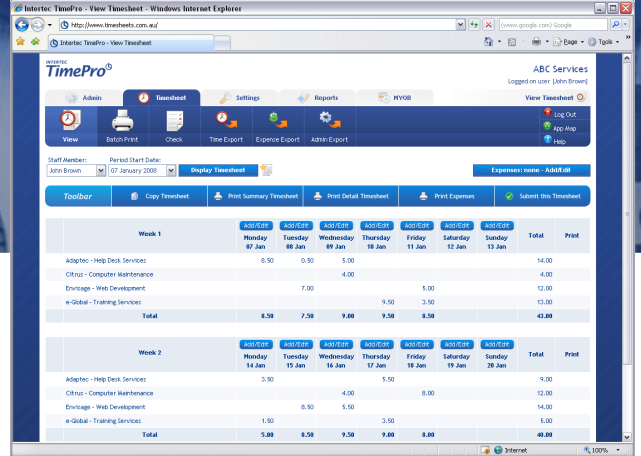 Intertec TimePro - View Timesheet - Windows Internet Explorer
http://www.timesheets.com.au/
(www.google.com) Google
Intertec TimePro - View Timesheet
Page
Tools
INTERTEC
TimePro
ABC Services
Logged on user [John Brown]
Admin
Timesheet
Settings
Reports
MYOB
View Timesheet
View
Batch Print
Check
Time Export
Expense Export
Admin Export
Log Out
App Map
Help
Staff Member:
Period Start Date:
John Brown
07 January 2008
Display Timesheet
Expenses: none - Add/Edit
Toolbar
Copy Timesheet
Print Summary Timesheet
Print Detail Timesheet
Print Expenses
Submit this Timesheet
Add/Edit Add/Edit Add/Edit Add/Edit Add/Edit Add/Edit Add/Edit
Week 1 Monday Tuesday Wednesday Thursday Friday Saturday Sunday Total Print
07 Jan 08 Jan 09 Jan 10 Jan 11 Jan 12 Jan 13 Jan
Adaptec - Help Desk Services 8.50 0.50 5.00 14.00
Citrus - Computer Maintenance 4.00 4.00
Envisage - Web Development 7.00 5.00 12.00
e-Global - Training Services 9.50 3.50 13.00
Total 8.50 7.50 9.00 9.50 8.50 43.00
Add/Edit Add/Edit Add/Edit Add/Edit Add/Edit Add/Edit Add/Edit
Week 2 Monday Tuesday Wednesday Thursday Friday Saturday Sunday Total Print
14 Jan 15 Jan 16 Jan 17 Jan 18 Jan 19 Jan 20 Jan
Adaptec - Help Desk Services 3.50 5.50 9.00
Citrus - Computer Maintenance 4.00 8.00 12.00
Envisage - Web Development 8.50 5.50 14.00
e-Global - Training Services 1.50 3.50 5.00
Total 5.00 8.50 9.50 9.00 8.00 40.00
Internet
100%